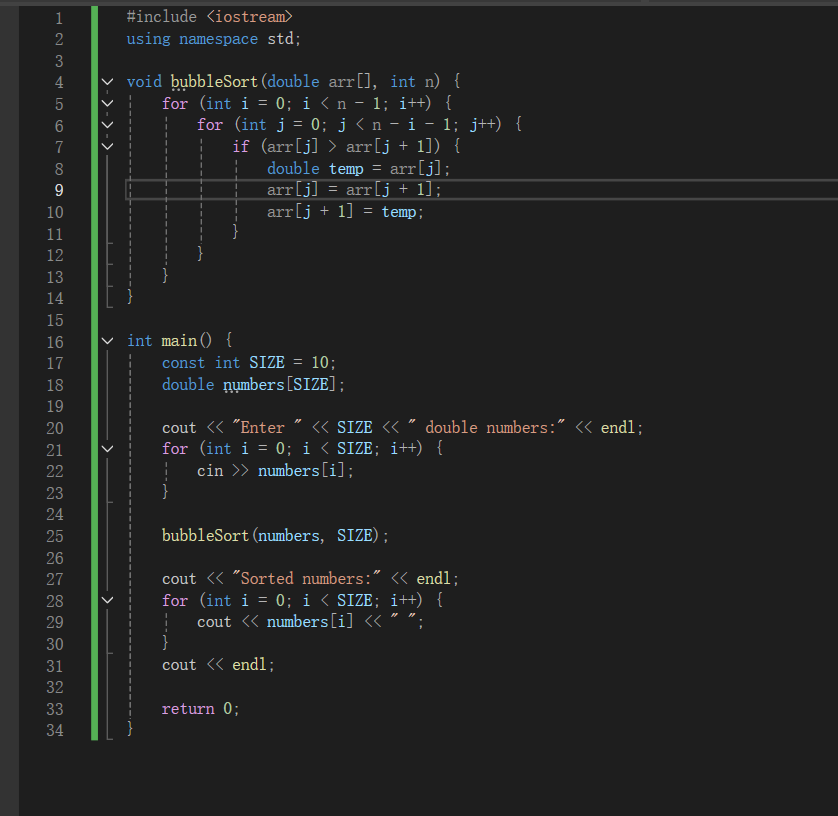 1 #include <iostream>
2 using namespace std;
3
4 void bubbleSort(double arr[], int n) {
5     for (int i = 0; i < n - 1; i++) {
6         for (int j = 0; j < n - i - 1; j++) {
7             if (arr[j] > arr[j + 1]) {
8                 double temp = arr[j];
9                 arr[j] = arr[j + 1];
10                 arr[j + 1] = temp;
11             }
12         }
13     }
14 }
15
16 int main() {
17     const int SIZE = 10;
18     double numbers[SIZE];
19
20     cout << "Enter " << SIZE << " double numbers:" << endl;
21     for (int i = 0; i < SIZE; i++) {
22         cin >> numbers[i];
23     }
24
25     bubbleSort(numbers, SIZE);
26
27     cout << "Sorted numbers:" << endl;
28     for (int i = 0; i < SIZE; i++) {
29         cout << numbers[i] << " ";
30     }
31     cout << endl;
32
33     return 0;
34 }